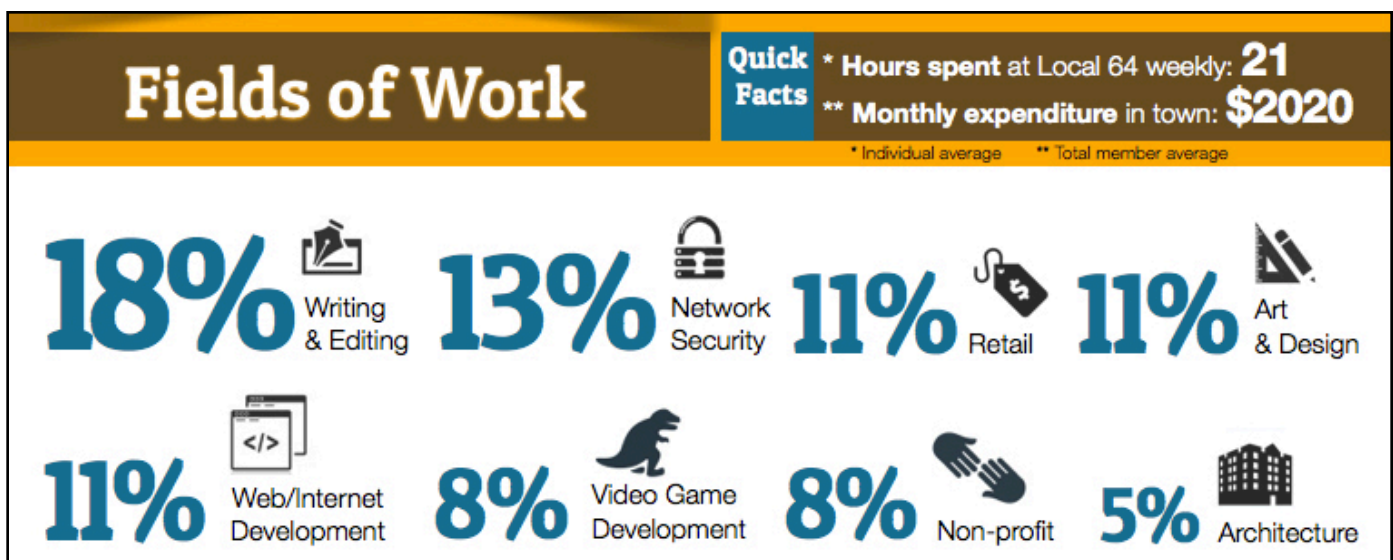 Fields of Work
Quick Facts
* Hours spent at Local 64 weekly: 21
** Monthly expenditure in town: $2020
* Individual average ** Total member average
18% Writing
& Editing
13% Network
Security
11% Retail
11% Art
& Design
11% Web/Internet
Development
8% Video Game
Development
8% Non-profit
5% Architecture
</>
$